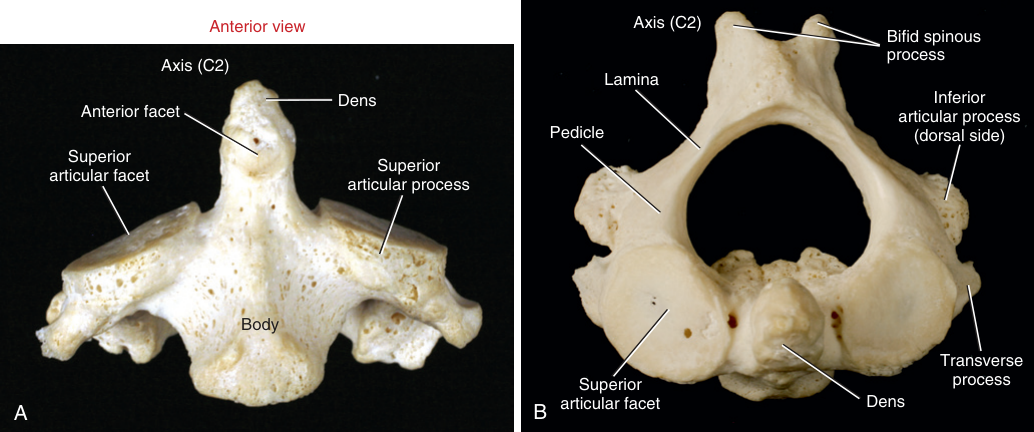 Anterior view
Axis (C2)
Dens
Anterior facet
Superior
articular facet
Superior
articular process
Body
A
Axis (C2)
Bifid spinous
process
Lamina
Inferior
articular process
(dorsal side)
Pedicle
Transverse
process
Superior
articular facet
Dens
B